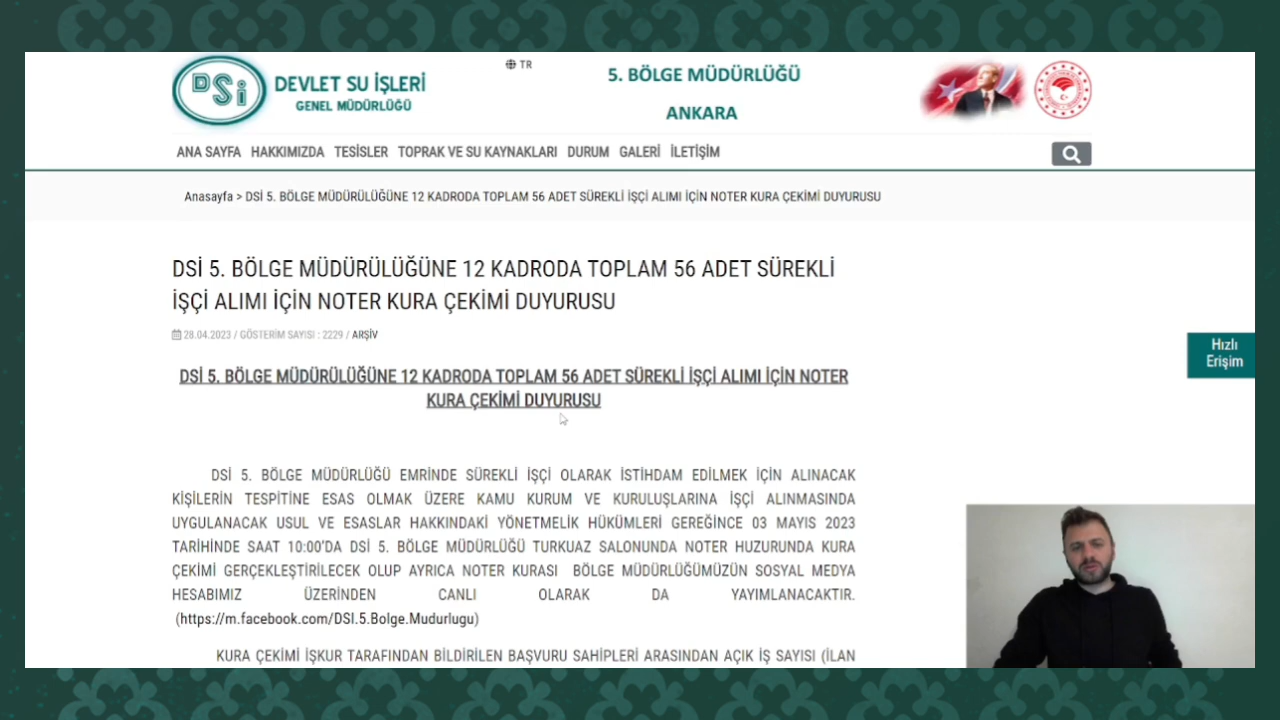 DSİ
DEVLET SU İŞLERİ
GENEL MÜDÜRLÜĞÜ
TR
5. BÖLGE MÜDÜRLÜĞÜ
ANKARA
ANA SAYFA HAKKIMIZDA TESİSLER TOPRAK VE SU KAYNAKLARI DURUM GALERİ İLETİŞİM
Anasayfa > DSİ 5. BÖLGE MÜDÜRÜLÜĞÜNE 12 KADRODA TOPLAM 56 ADET SÜREKLİ İŞÇİ ALIMI İÇİN NOTER KURA ÇEKİMİ DUYURUSU
DSİ 5. BÖLGE MÜDÜRÜLÜĞÜNE 12 KADRODA TOPLAM 56 ADET SÜREKLİ
İŞÇİ ALIMI İÇİN NOTER KURA ÇEKİMİ DUYURUSU
28.04.2023 / GÖSTERİM SAYISI : 2229 / ARŞİV
Hızlı
Erişim
DSİ 5. BÖLGE MÜDÜRÜLÜĞÜNE 12 KADRODA TOPLAM 56 ADET SÜREKLİ İŞÇİ ALIMI İÇİN NOTER
KURA ÇEKİMİ DUYURUSU
DSİ 5. BÖLGE MÜDÜRLÜĞÜ EMRİNDE SÜREKLİ İŞÇİ OLARAK İSTİHDAM EDİLMEK İÇİN ALINACAK
KİŞİLERİN TESPİTİNE ESAS OLMAK ÜZERE KAMU KURUM VE KURULUŞLARINA İŞÇİ ALINMASINDA
UYGULANACAK USUL VE ESASLAR HAKKINDAKİ YÖNETMELİK HÜKÜMLERİ GEREĞİNCE 03 MAYIS 2023
TARİHİNDE SAAT 10:00'DA DSİ 5. BÖLGE MÜDÜRLÜĞÜ TURKUAZ SALONUNDA NOTER HUZURUNDA KURA
ÇEKİMİ GERÇEKLEŞTİRİLECEK OLUP AYRICA NOTER KURASI BÖLGE MÜDÜRLÜĞÜMÜZÜN SOSYAL MEDYA
HESABIMIZ ÜZERİNDEN CANLI OLARAK DA YAYIMLANACAKTIR.
(https://m.facebook.com/DSI.5.Bolge.Mudurlugu)
KURA ÇEKİMİ İŞKUR TARAFINDAN BİLDİRİLEN BAŞVURU SAHİPLERİ ARASINDAN AÇIK İŞ SAYISI (İLAN